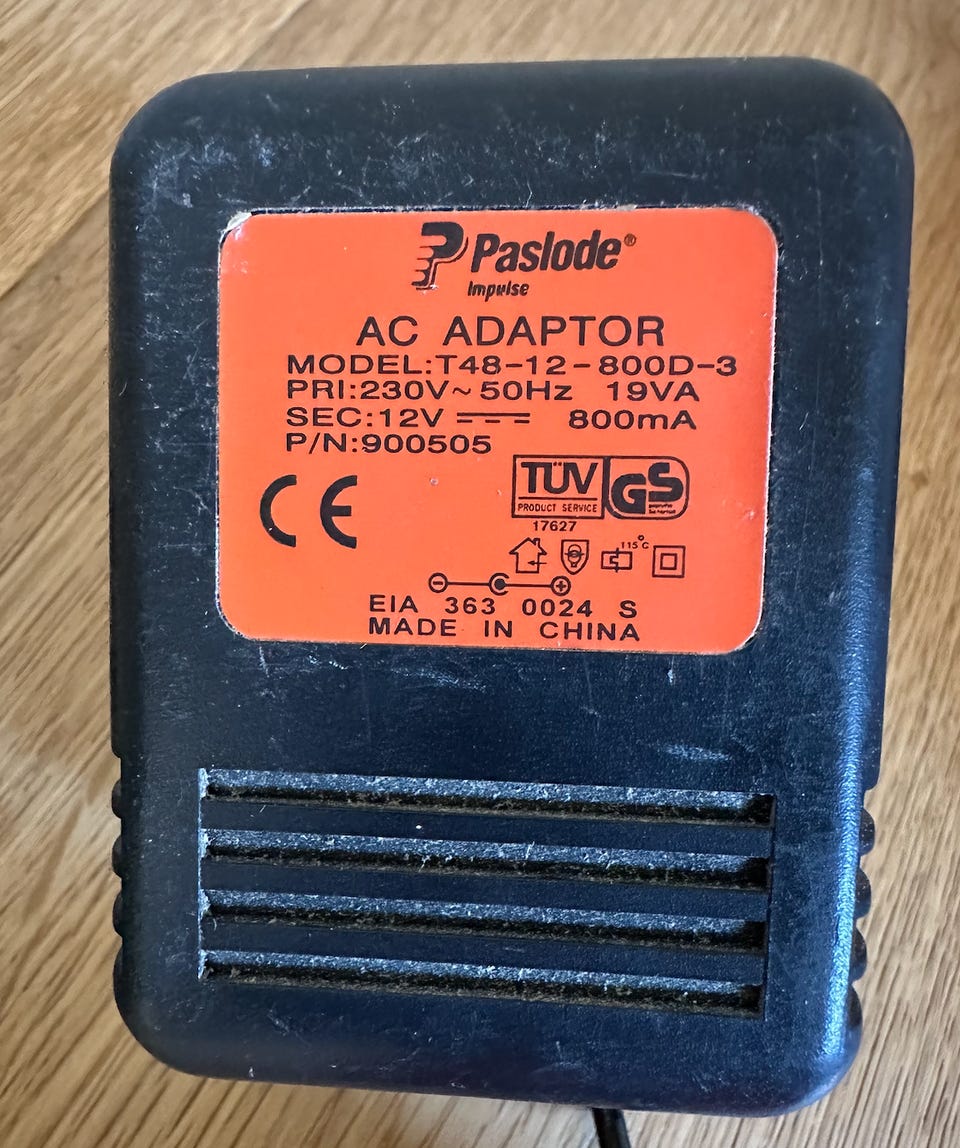 Paslode®
Impulse
AC ADAPTOR
MODEL:T48-12-800D-3
PRI:230V~50Hz 19VA
SEC:12V 800mA
P/N:900505
CE
TÜV
PRODUCT SERVICE
GS
17627
115°C
EIA 363 0024 S
MADE IN CHINA